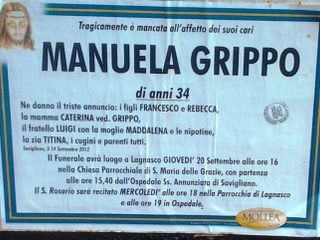 Tragicamente è mancata all'affetto dei suoi cari
MANUELA GRIPPO
di anni 34
Ne danno il triste annuncio: i figli FRANCESCO e REBECCA,
la mamma CATERINA ved. GRIPPO,
il fratello LUIGI con la moglie MADDALENA e le nipotine,
la zia TITINA, i cugini e parenti tutti.
Savigliano, lì 14 Settembre 2012
Il Funerale avrà luogo a Lagnasco GIOVEDI' 20 Settembre alle ore 16
nella Chiesa Parrocchiale di S. Maria delle Grazie, con partenza
alle ore 15,40 dall'Ospedale Ss. Annunziata di Savigliano.
Il S. Rosario sarà recitato MERCOLEDI' alle ore 18 nella Parrocchia di Lagnasco
e alle ore 19 in Ospedale.
MOLLEA